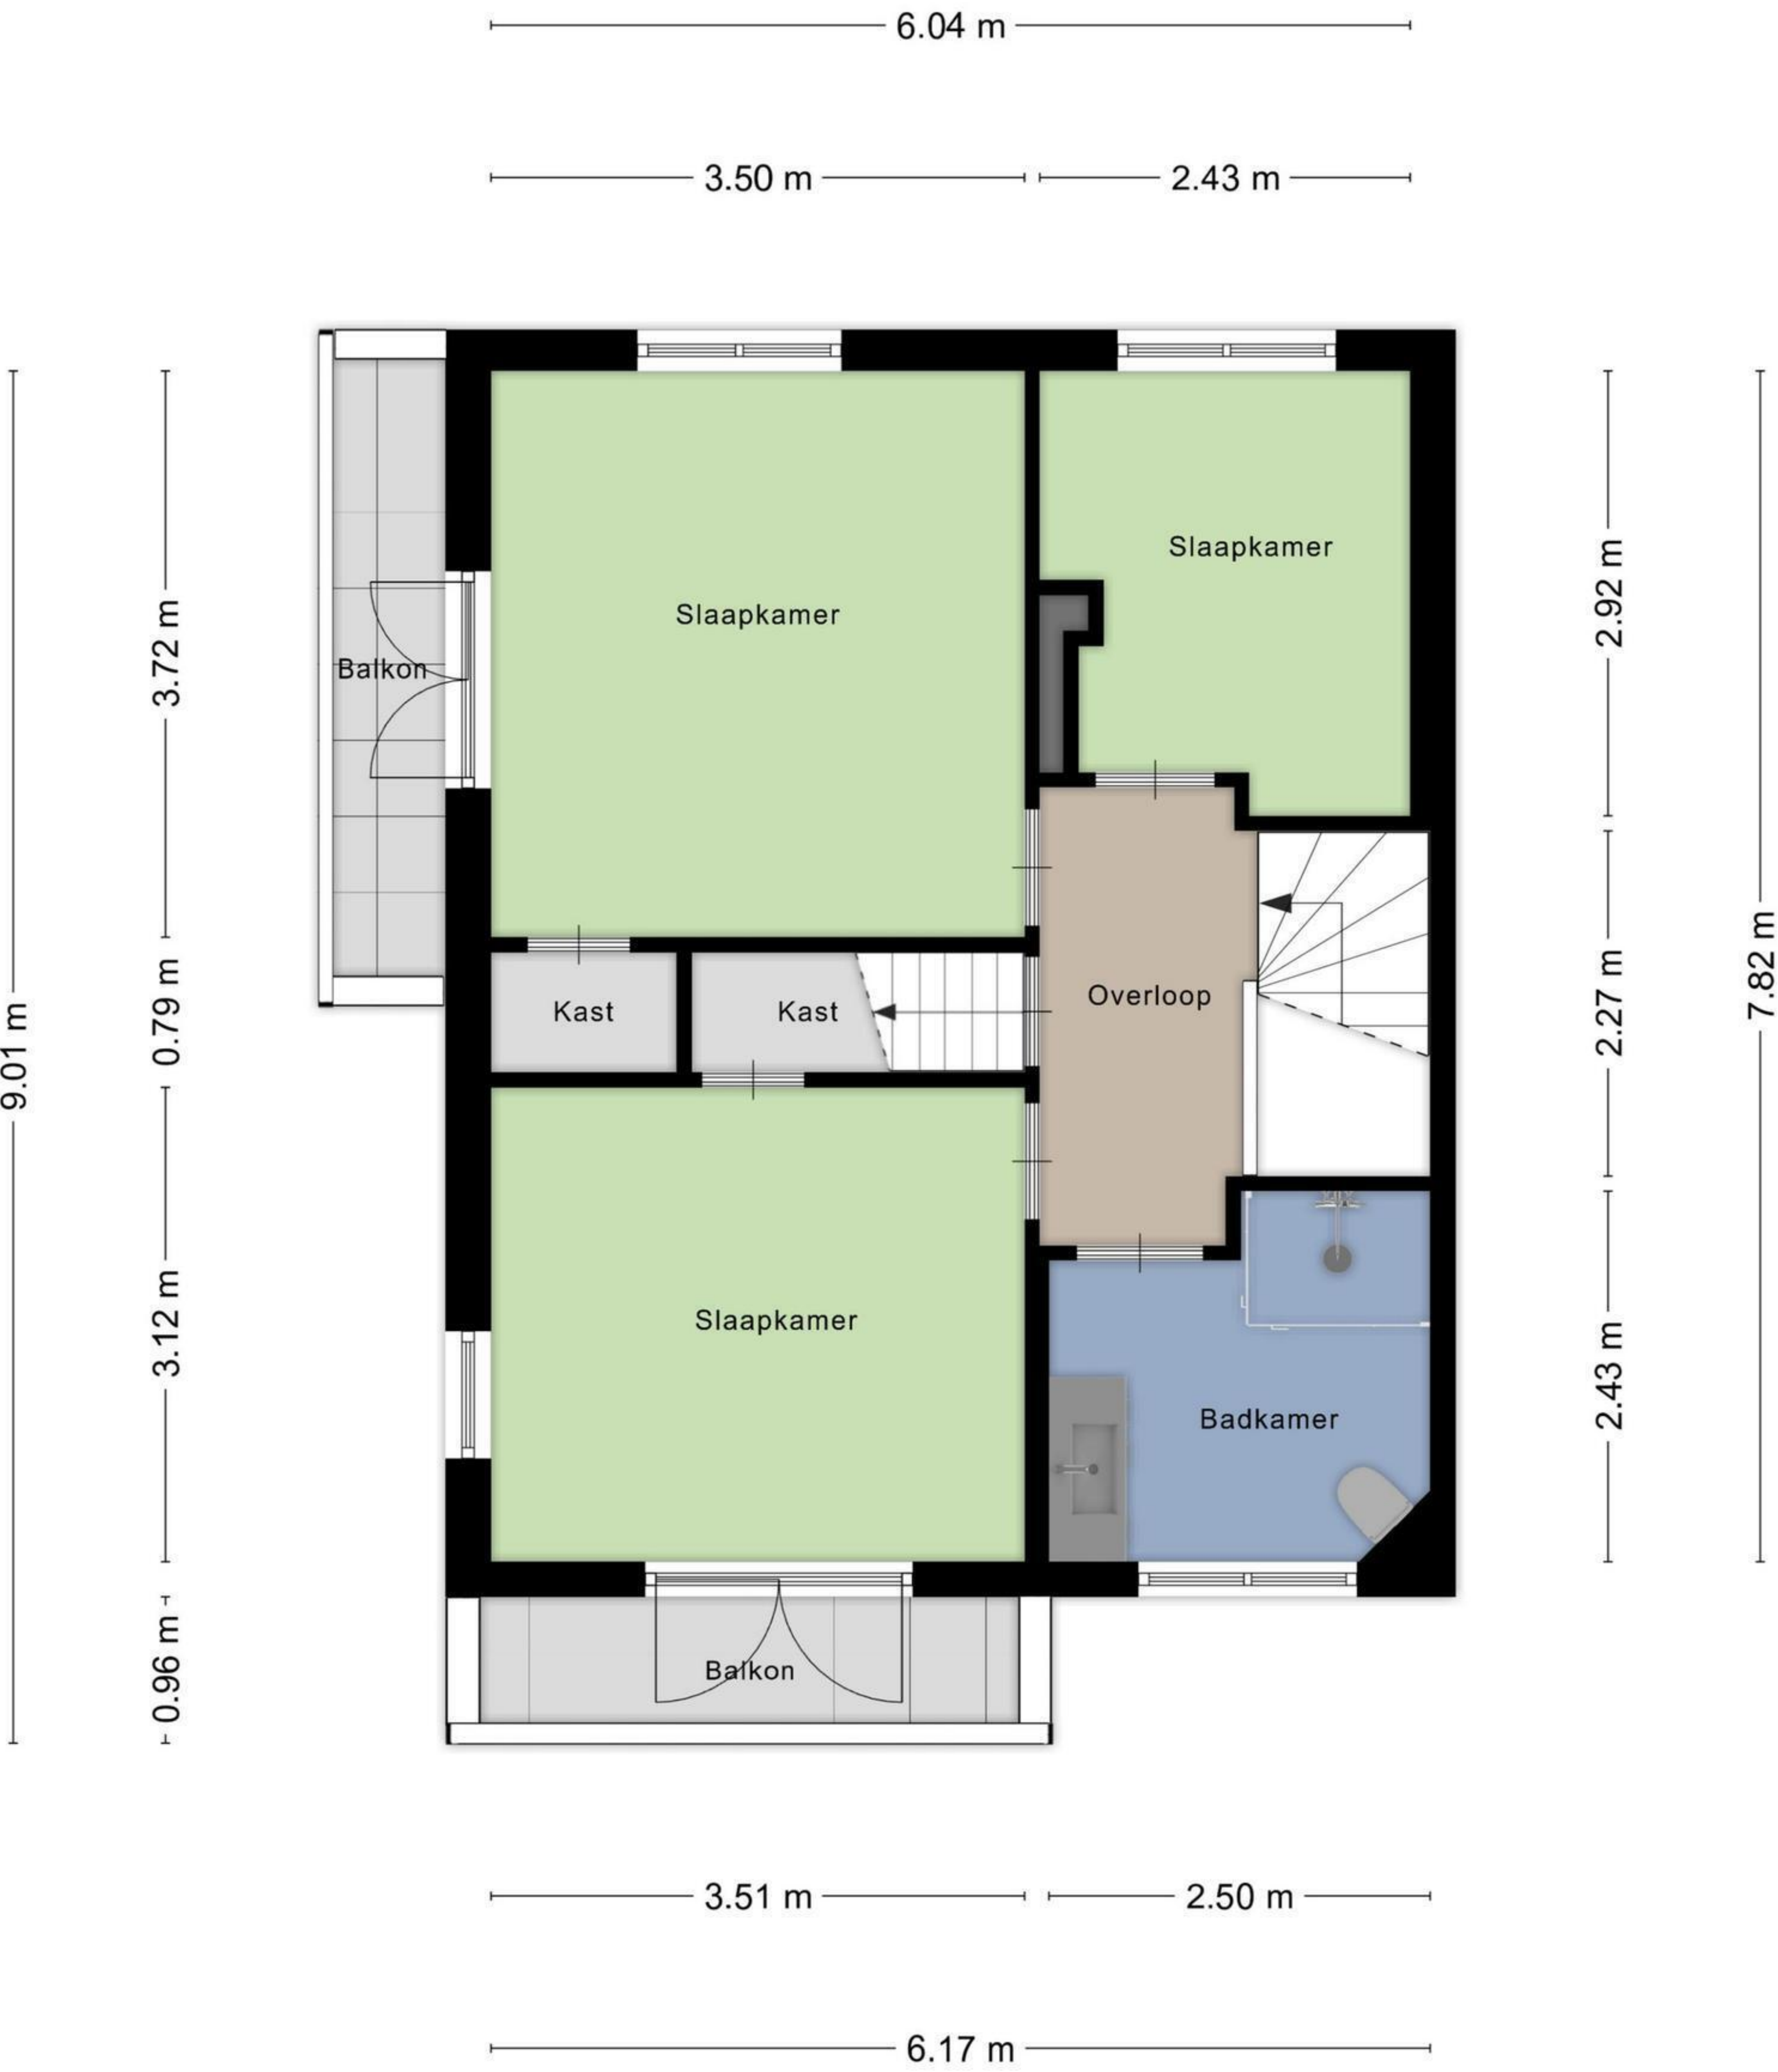 6.04 m
3.50 m
2.43 m
Slaapkamer
Slaapkamer
Balkon
3.72 m
2.92 m
9.01 m
0.79 m
Kast
Kast
Overloop
2.27 m
7.82 m
3.12 m
Slaapkamer
Badkamer
2.43 m
0.96 m
Balkon
3.51 m
2.50 m
6.17 m